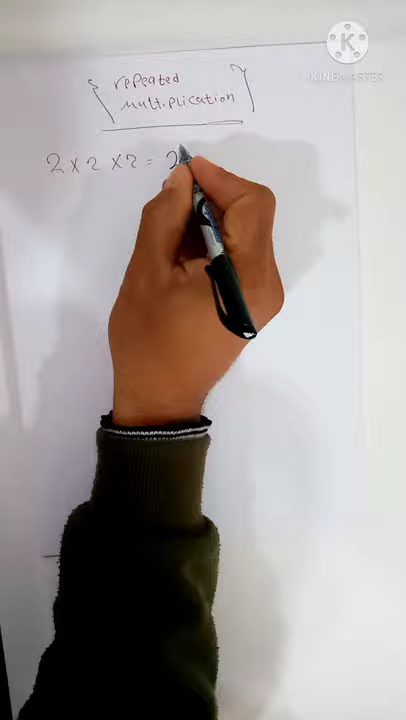 KINEMASTER
{ repeated
multiplication }
2 x 2 x 2 = 2